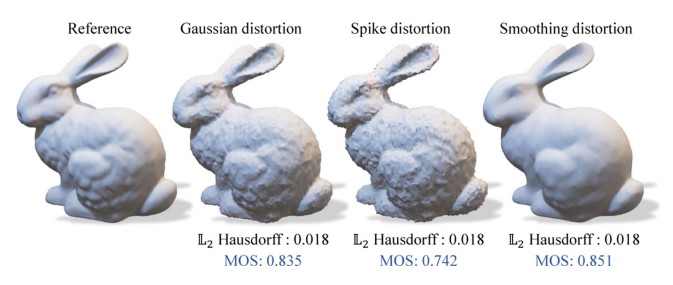 Reference Gaussian distortion Spike distortion Smoothing distortion
𝕃₂ Hausdorff : 0.018 𝕃₂ Hausdorff : 0.018 𝕃₂ Hausdorff : 0.018
MOS: 0.835 MOS: 0.742 MOS: 0.851